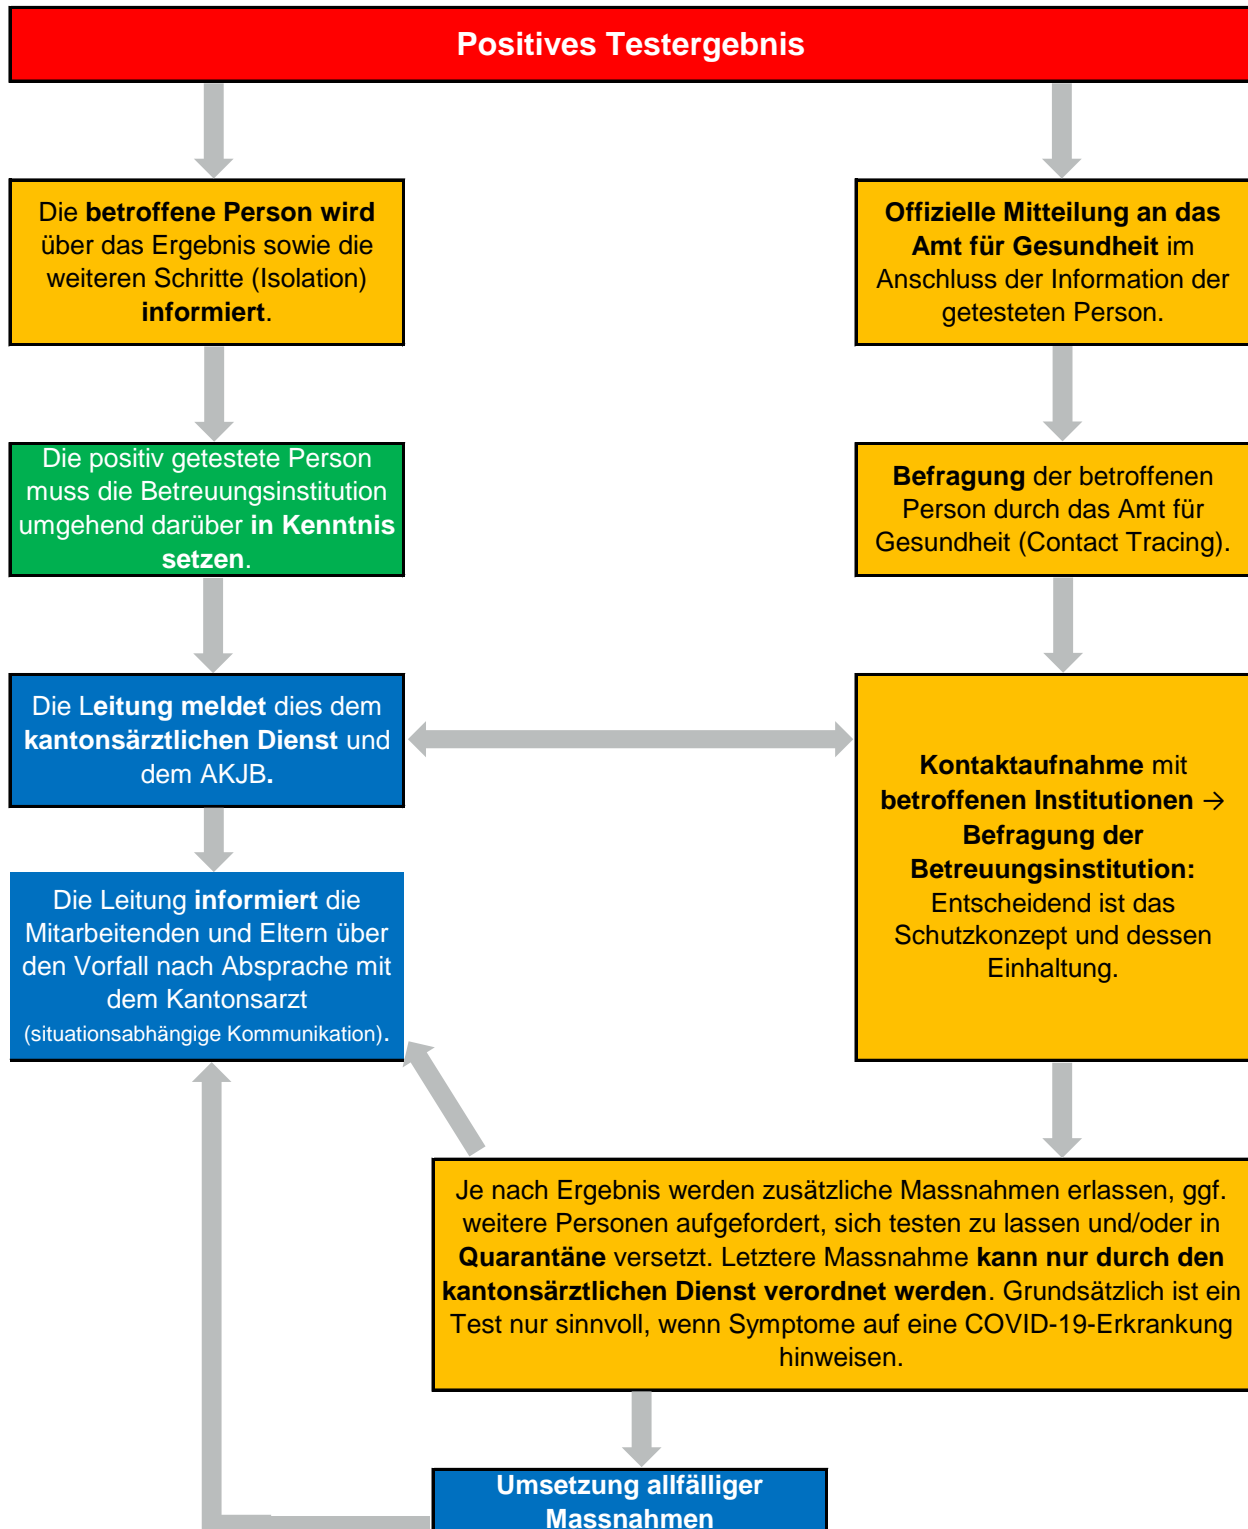 Positives Testergebnis
Die betroffene Person wird
über das Ergebnis sowie die
weiteren Schritte (Isolation)
informiert.
Offizielle Mitteilung an das
Amt für Gesundheit im
Anschluss der Information der
getesteten Person.
Die positiv getestete Person
muss die Betreuungsinstitution
umgehend darüber in Kenntnis
setzen.
Befragung der betroffenen
Person durch das Amt für
Gesundheit (Contact Tracing).
Die Leitung meldet dies dem
kantonsärztlichen Dienst und
dem AKJB.
Kontaktaufnahme mit
betroffenen Institutionen →
Befragung der
Betreuungsinstitution:
Entscheidend ist das
Schutzkonzept und dessen
Einhaltung.
Die Leitung informiert die
Mitarbeitenden und Eltern über
den Vorfall nach Absprache mit
dem Kantonsarzt
(situationsabhängige Kommunikation).
Je nach Ergebnis werden zusätzliche Massnahmen erlassen, ggf.
weitere Personen aufgefordert, sich testen zu lassen und/oder in
Quarantäne versetzt. Letztere Massnahme kann nur durch den
kantonsärztlichen Dienst verordnet werden. Grundsätzlich ist ein
Test nur sinnvoll, wenn Symptome auf eine COVID-19-Erkrankung
hinweisen.
Umsetzung allfälliger
Massnahmen